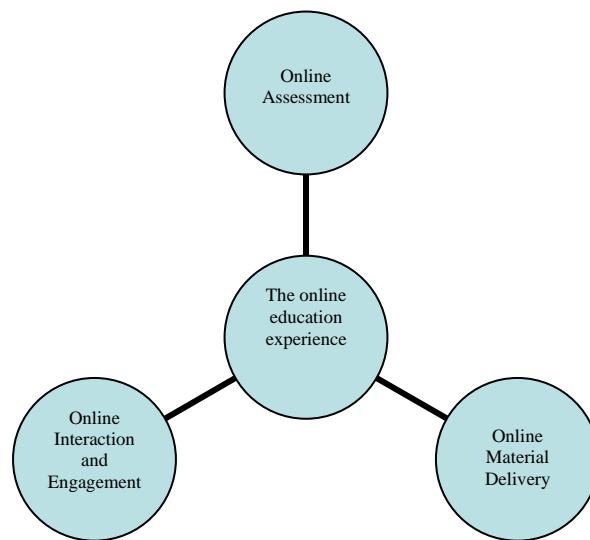 Online
Assessment
The online
education
experience
Online
Interaction
and
Engagement
Online
Material
Delivery